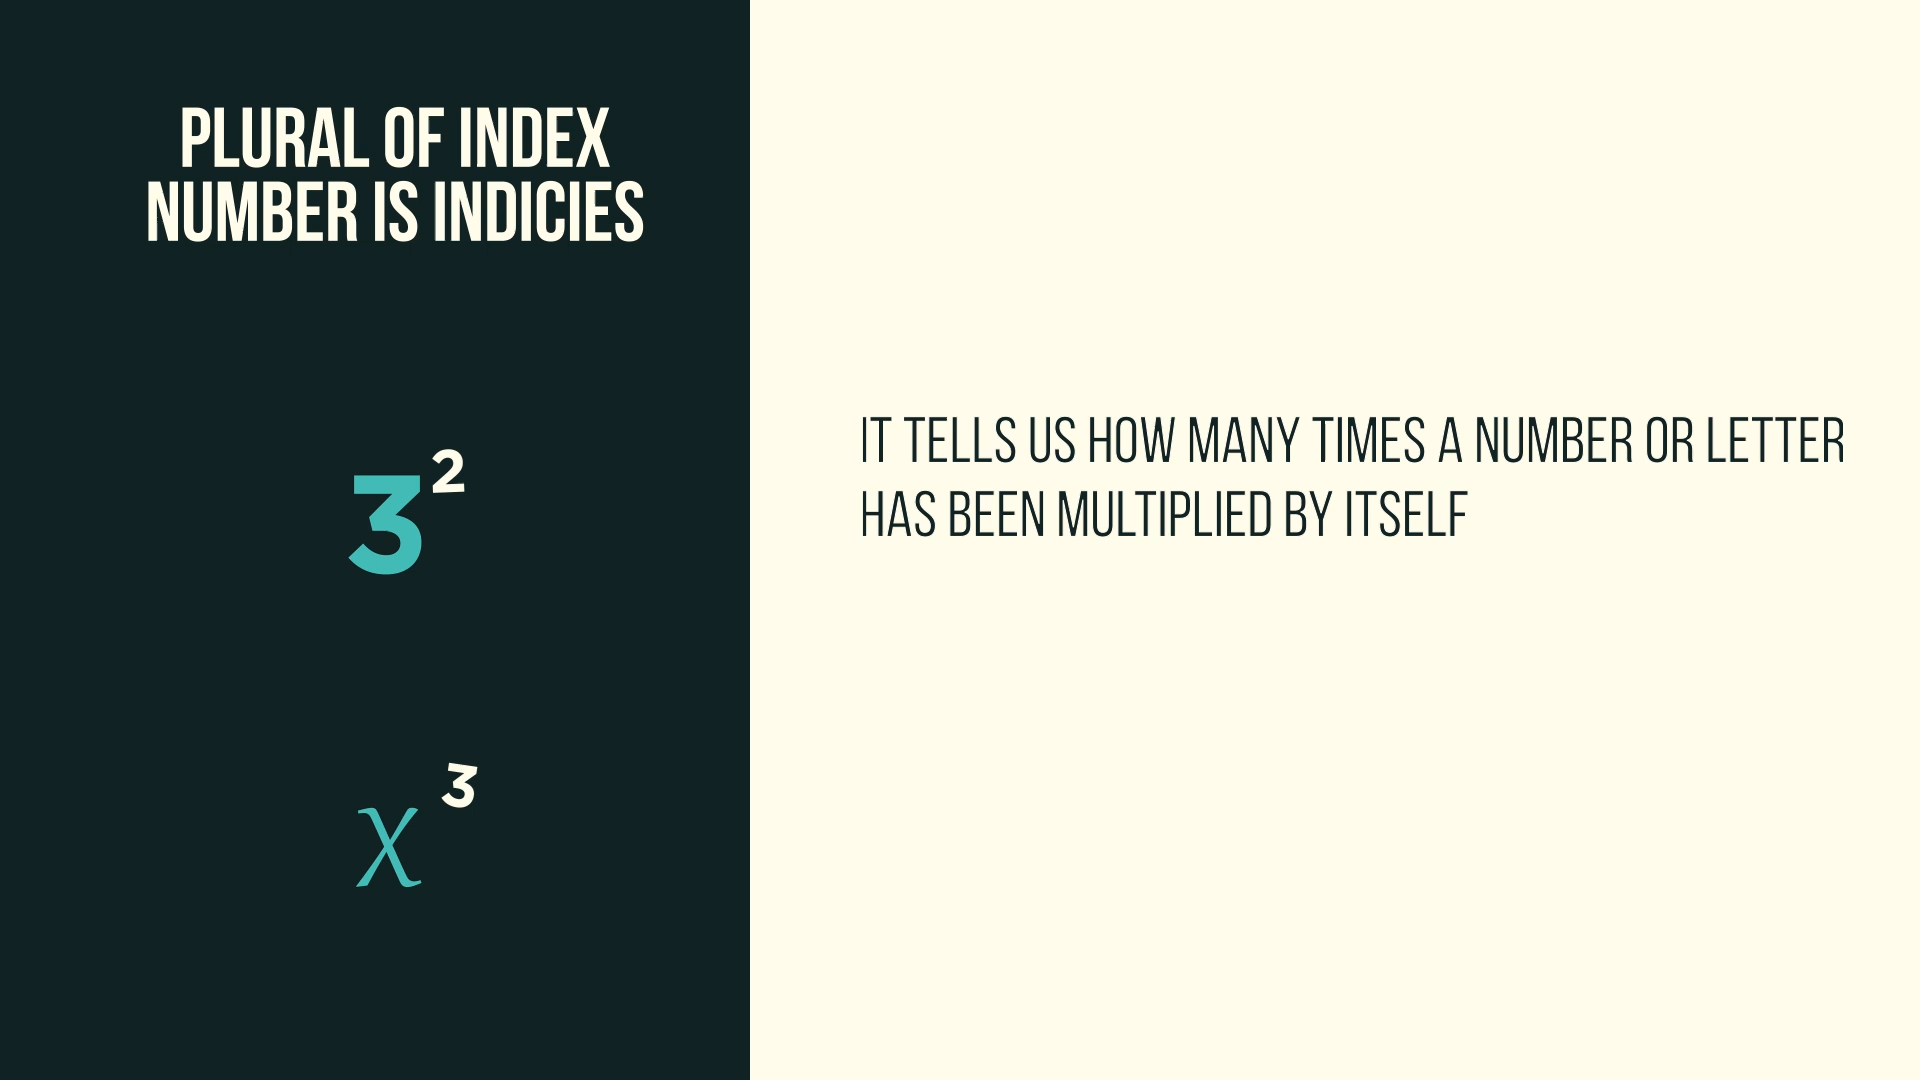 PLURAL OF INDEX
NUMBER IS INDICIES
3²
x³
IT TELLS US HOW MANY TIMES A NUMBER OR LETTER
HAS BEEN MULTIPLIED BY ITSELF